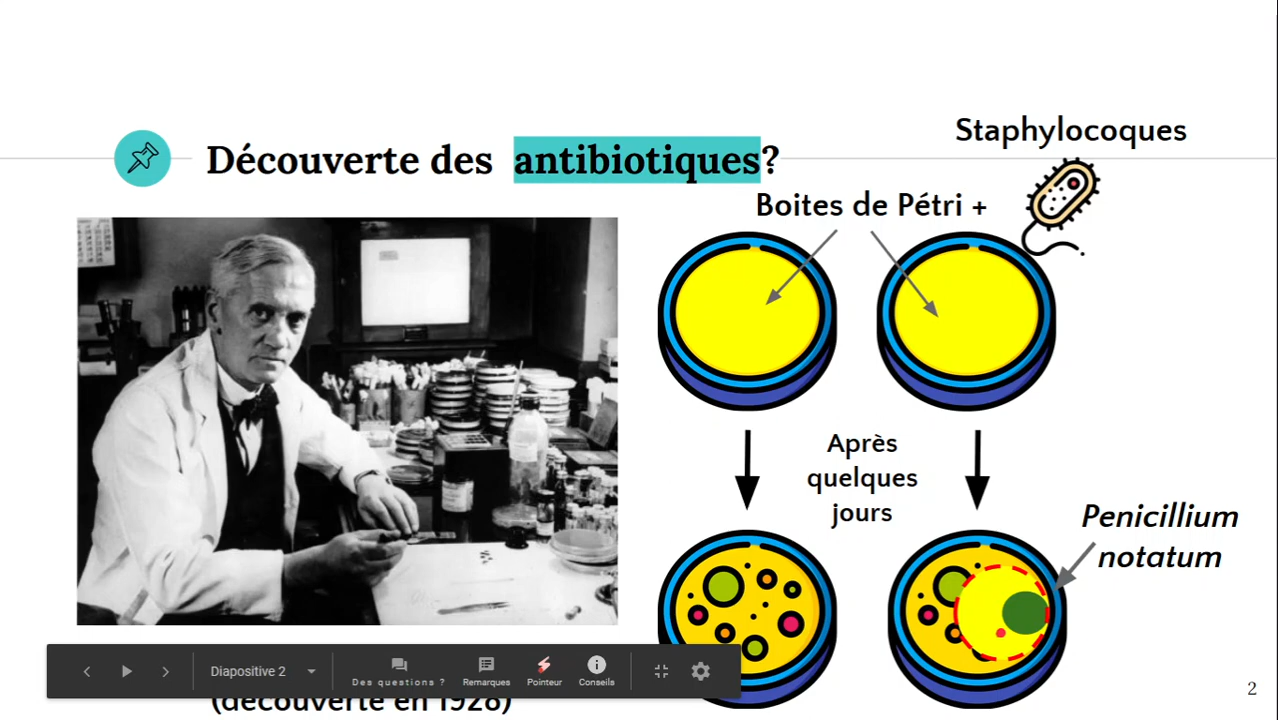 Staphylocoques
Découverte des antibiotiques?
Boites de Pétri +
Après
quelques
jours
Penicillium
notatum
Diapositive 2
Des questions ?
Remarques
Pointeur
Conseils
(découverte en 1928)
2